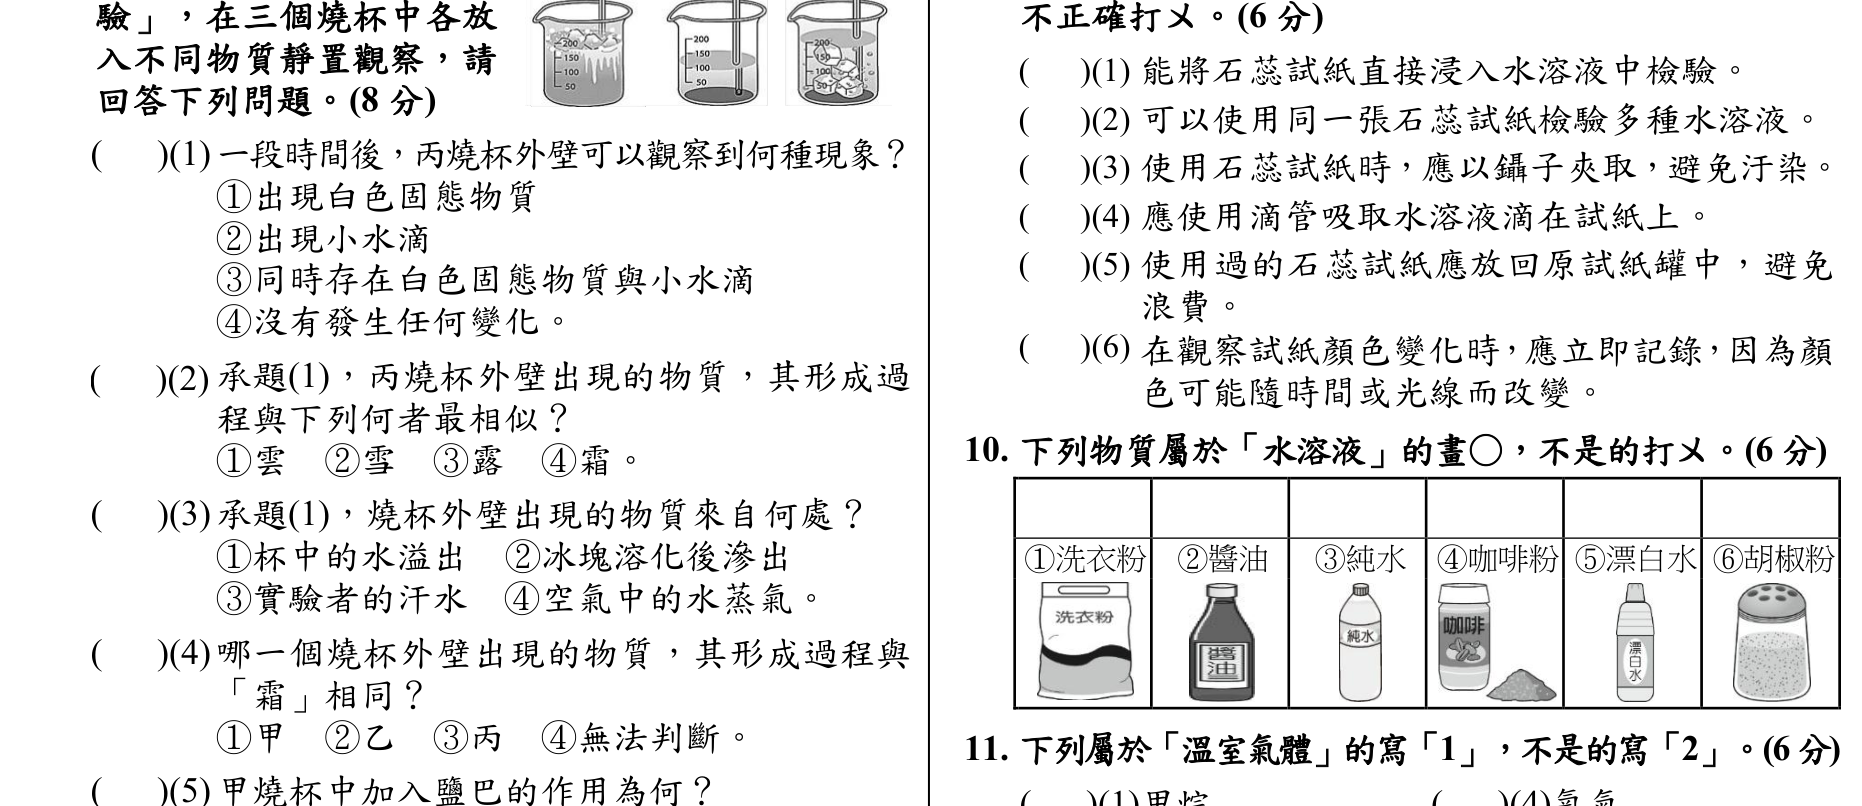 驗」，在三個燒杯中各放
入不同物質靜置觀察，請
回答下列問題。(8 分)
200
150
100
50
200
150
100
50
200
150
100
50
(　)(1) 一段時間後，丙燒杯外壁可以觀察到何種現象？
①出現白色固態物質
②出現小水滴
③同時存在白色固態物質與小水滴
④沒有發生任何變化。
(　)(2) 承題(1)，丙燒杯外壁出現的物質，其形成過
程與下列何者最相似？
①雲　②雪　③露　④霜。
(　)(3) 承題(1)，燒杯外壁出現的物質來自何處？
①杯中的水溢出　②冰塊溶化後滲出
③實驗者的汗水　④空氣中的水蒸氣。
(　)(4) 哪一個燒杯外壁出現的物質，其形成過程與
「霜」相同？
①甲　②乙　③丙　④無法判斷。
(　)(5) 甲燒杯中加入鹽巴的作用為何？
不正確打ㄨ。(6 分)
(　)(1) 能將石蕊試紙直接浸入水溶液中檢驗。
(　)(2) 可以使用同一張石蕊試紙檢驗多種水溶液。
(　)(3) 使用石蕊試紙時，應以鑷子夾取，避免汙染。
(　)(4) 應使用滴管吸取水溶液滴在試紙上。
(　)(5) 使用過的石蕊試紙應放回原試紙罐中，避免
浪費。
(　)(6) 在觀察試紙顏色變化時，應立即記錄，因為顏
色可能隨時間或光線而改變。
10. 下列物質屬於「水溶液」的畫○，不是的打ㄨ。(6 分)
①洗衣粉　②醬油　③純水　④咖啡粉　⑤漂白水　⑥胡椒粉
洗衣粉
醬油
純水
咖啡
漂白水
11. 下列屬於「溫室氣體」的寫「1」，不是的寫「2」。(6 分)
(　)(1) 甲烷　(　)(4) 氧氣